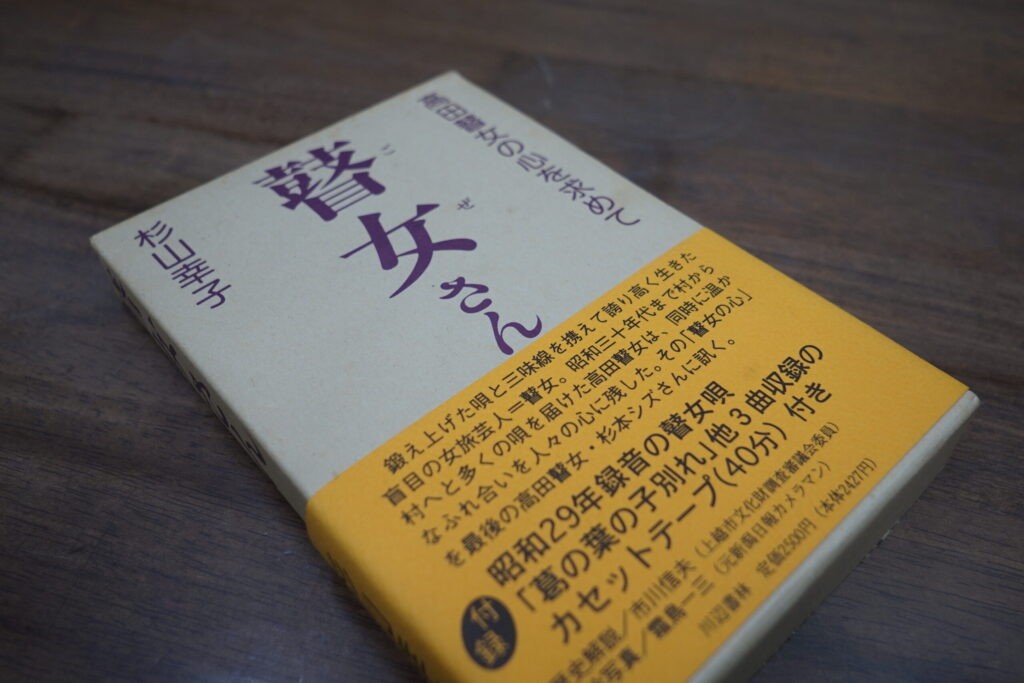 高田瞽女の心を求めて
瞽女さん
ごぜ
杉山幸子
鍛え上げた唄と三味線を携えて誇り高く生きた
盲目の女旅芸人＝瞽女。昭和三十年代まで村から
村へと多くの唄を届けた高田瞽女は、同時に温か
なふれ合いを人々の心に残した。その「瞽女の心」
を最後の高田瞽女・杉本シズさんに訊く。
付録
昭和29年録音の瞽女唄
「葛の葉の子別れ」他3曲収録の
カセットテープ(40分)付き
歴史解説／市川信夫（上越市文化財調査審議会委員）
写真／霜鳥一三（元新潟日報カメラマン）
川辺書林 定価2500円（本体2427円）